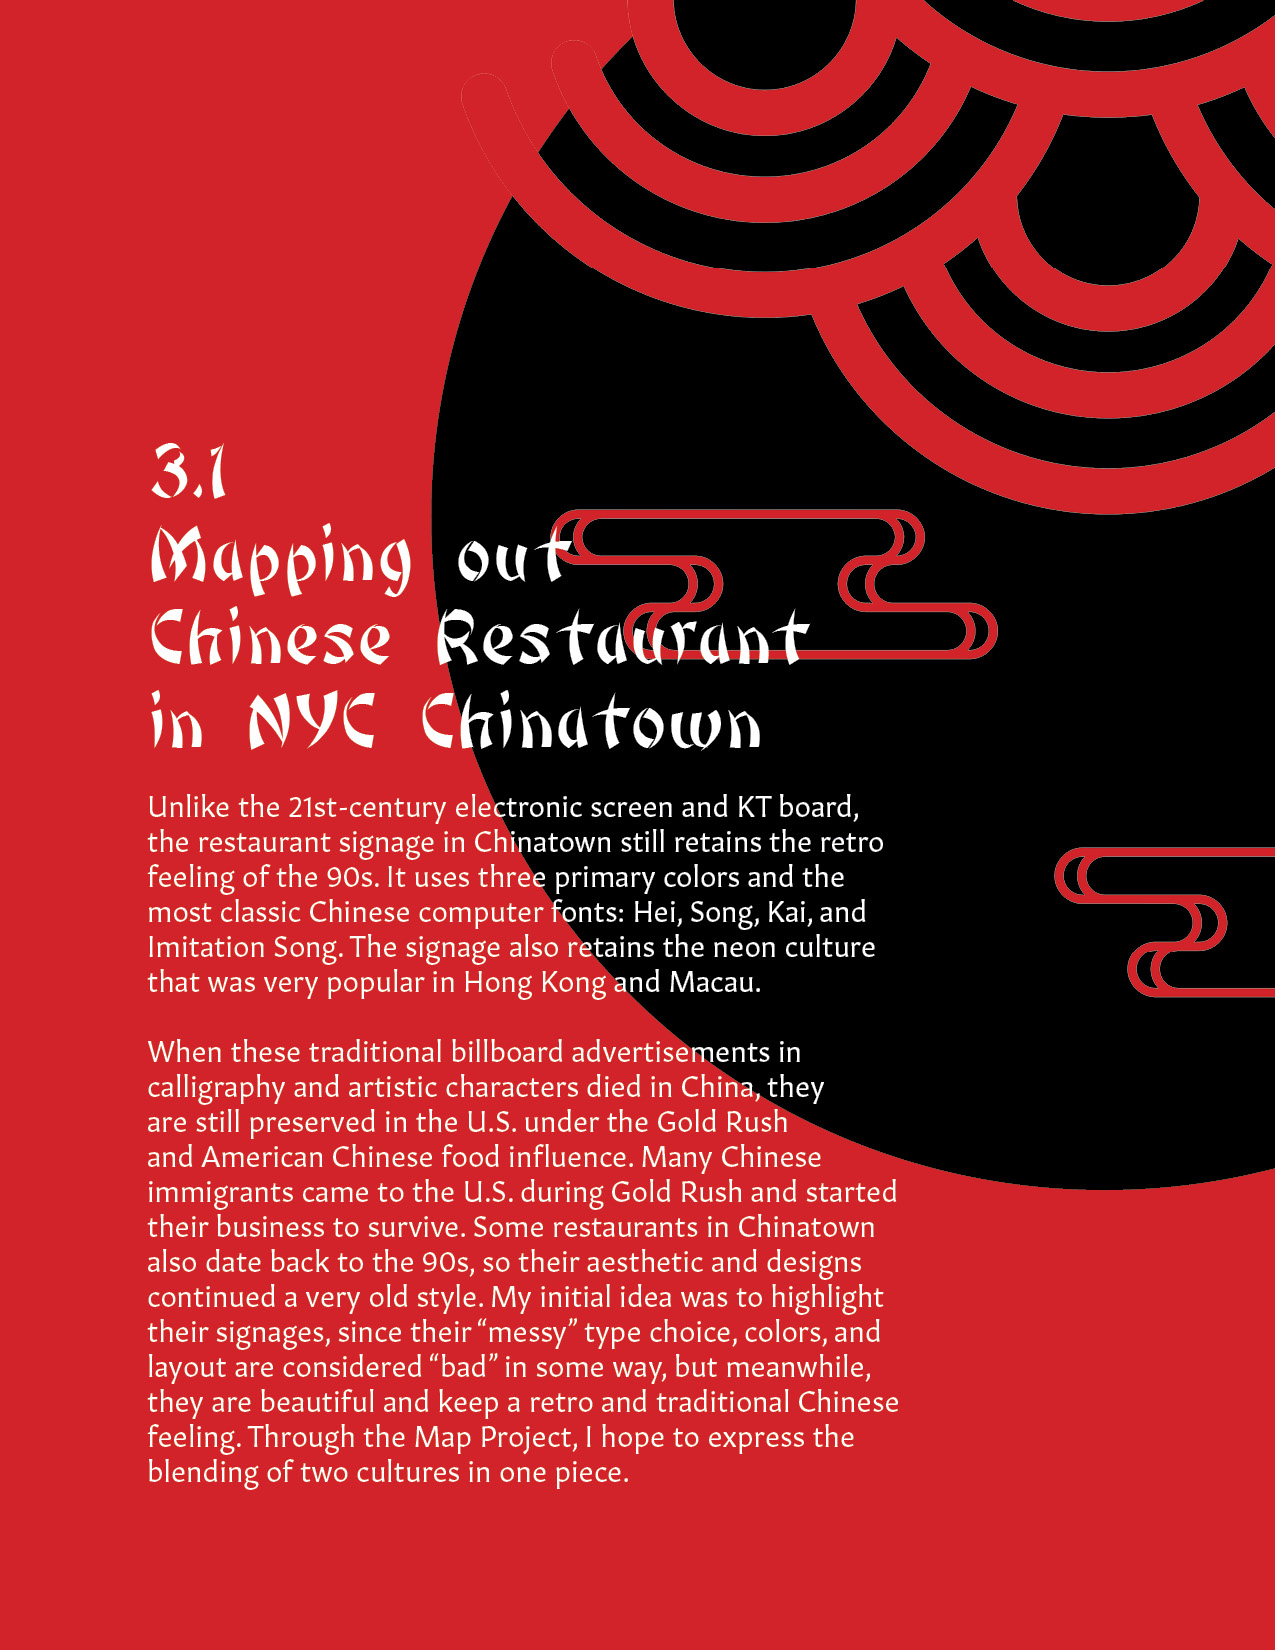 3.1
Mapping out
Chinese Restaurant
in NYC Chinatown
Unlike the 21st-century electronic screen and KT board,
the restaurant signage in Chinatown still retains the retro
feeling of the 90s. It uses three primary colors and the
most classic Chinese computer fonts: Hei, Song, Kai, and
Imitation Song. The signage also retains the neon culture
that was very popular in Hong Kong and Macau.
When these traditional billboard advertisements in
calligraphy and artistic characters died in China, they
are still preserved in the U.S. under the Gold Rush
and American Chinese food influence. Many Chinese
immigrants came to the U.S. during Gold Rush and started
their business to survive. Some restaurants in Chinatown
also date back to the 90s, so their aesthetic and designs
continued a very old style. My initial idea was to highlight
their signages, since their “messy” type choice, colors, and
layout are considered “bad” in some way, but meanwhile,
they are beautiful and keep a retro and traditional Chinese
feeling. Through the Map Project, I hope to express the
blending of two cultures in one piece.